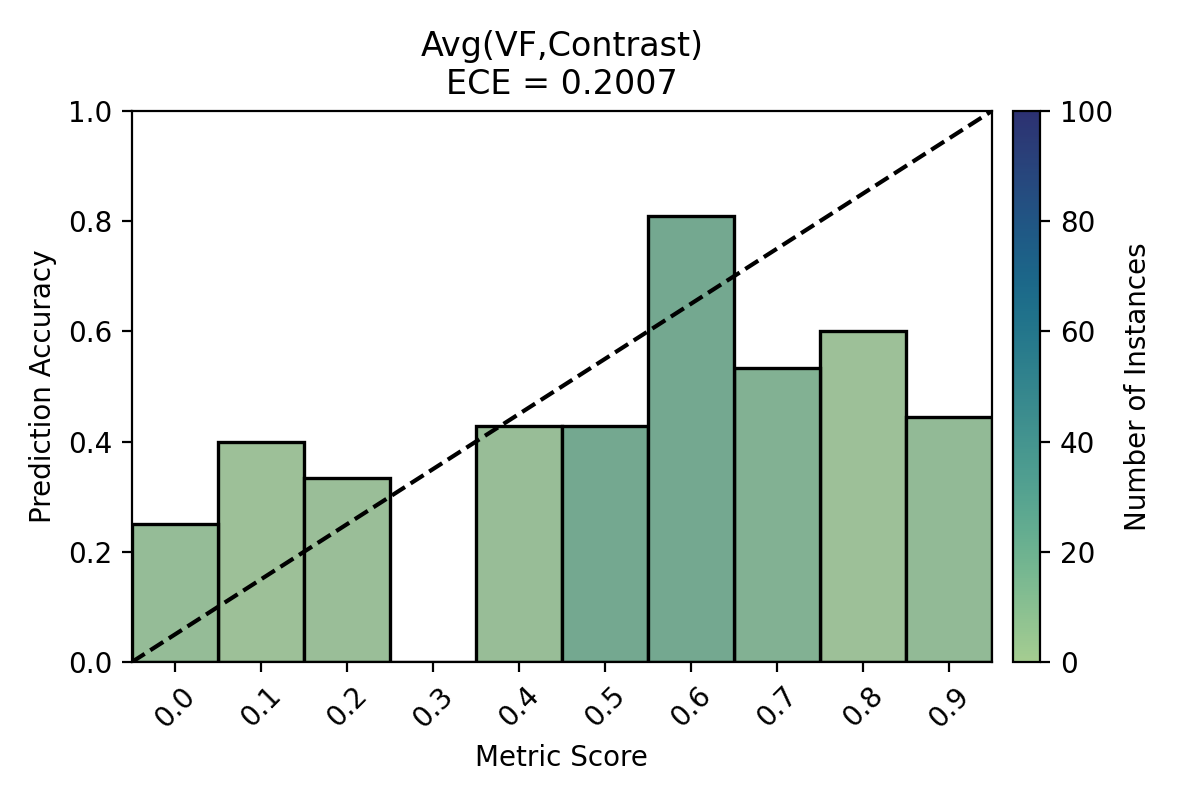 Avg(VF,Contrast)
ECE = 0.2007
1.0
0.8
0.6
0.4
0.2
0.0
Prediction Accuracy
0.0 0.1 0.2 0.3 0.4 0.5 0.6 0.7 0.8 0.9
Metric Score
100
80
60
40
20
0
Number of Instances